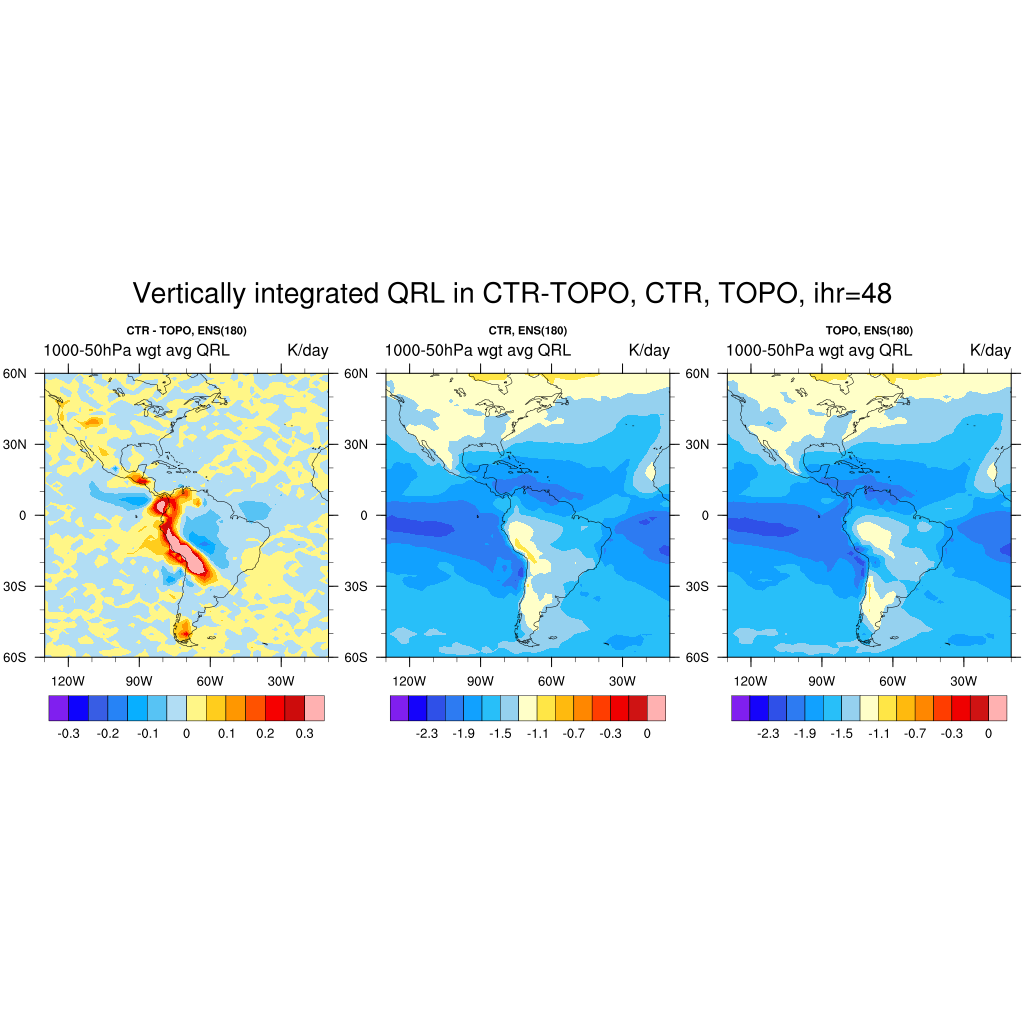 Vertically integrated QRL in CTR-TOPO, CTR, TOPO, ihr=48
CTR - TOPO, ENS(180)
1000-50hPa wgt avg QRL K/day
60N
30N
0
30S
60S
120W 90W 60W 30W
-0.3 -0.2 -0.1 0 0.1 0.2 0.3
CTR, ENS(180)
1000-50hPa wgt avg QRL K/day
60N
30N
0
30S
60S
120W 90W 60W 30W
-2.3 -1.9 -1.5 -1.1 -0.7 -0.3 0
TOPO, ENS(180)
1000-50hPa wgt avg QRL K/day
60N
30N
0
30S
60S
120W 90W 60W 30W
-2.3 -1.9 -1.5 -1.1 -0.7 -0.3 0